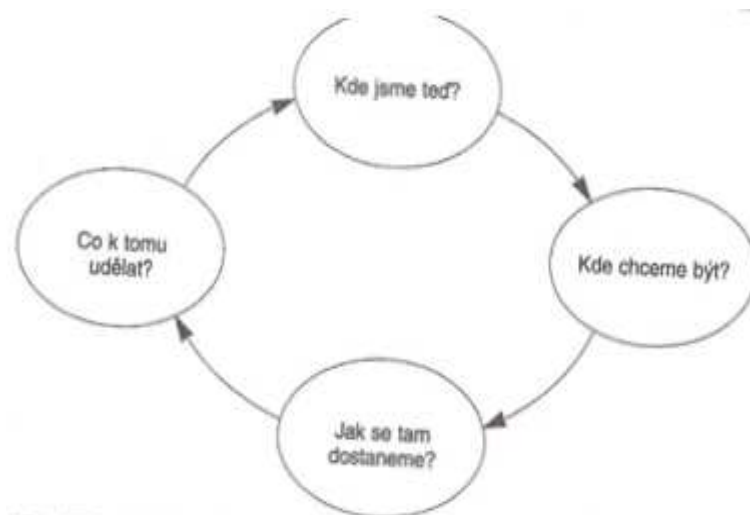 Kde jsme teď?
Kde chceme být?
Jak se tam
dostaneme?
Co k tomu
udělat?